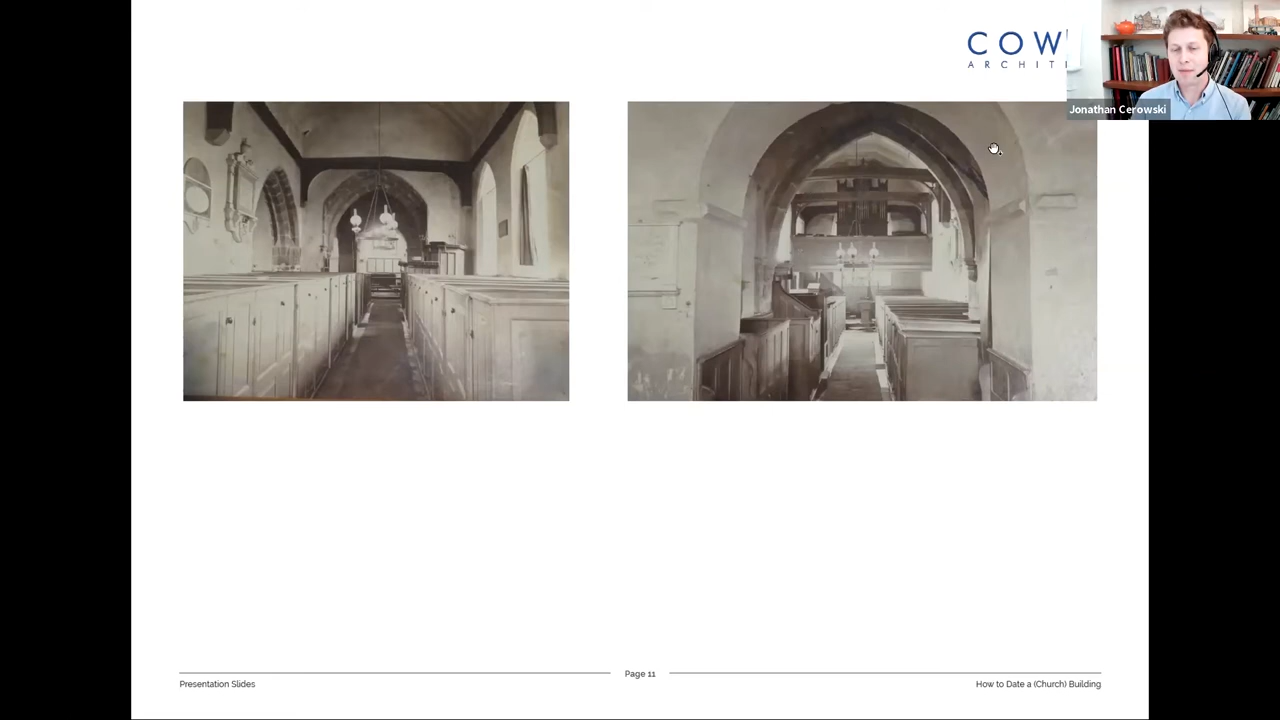 COW
ARCHIT
Jonathan Cerowski
Page 11
Presentation Slides
How to Date a (Church) Building